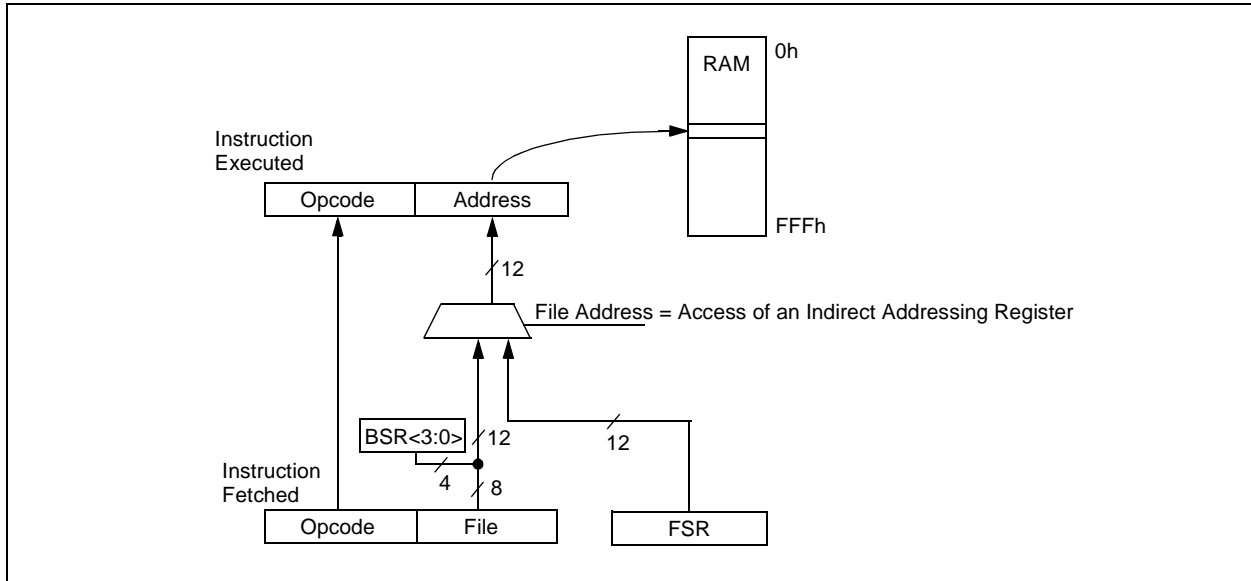 0h
RAM
Instruction
Executed
Opcode
Address
FFFh
12
File Address = Access of an Indirect Addressing Register
BSR<3:0>
12
12
4
8
Instruction
Fetched
Opcode
File
FSR